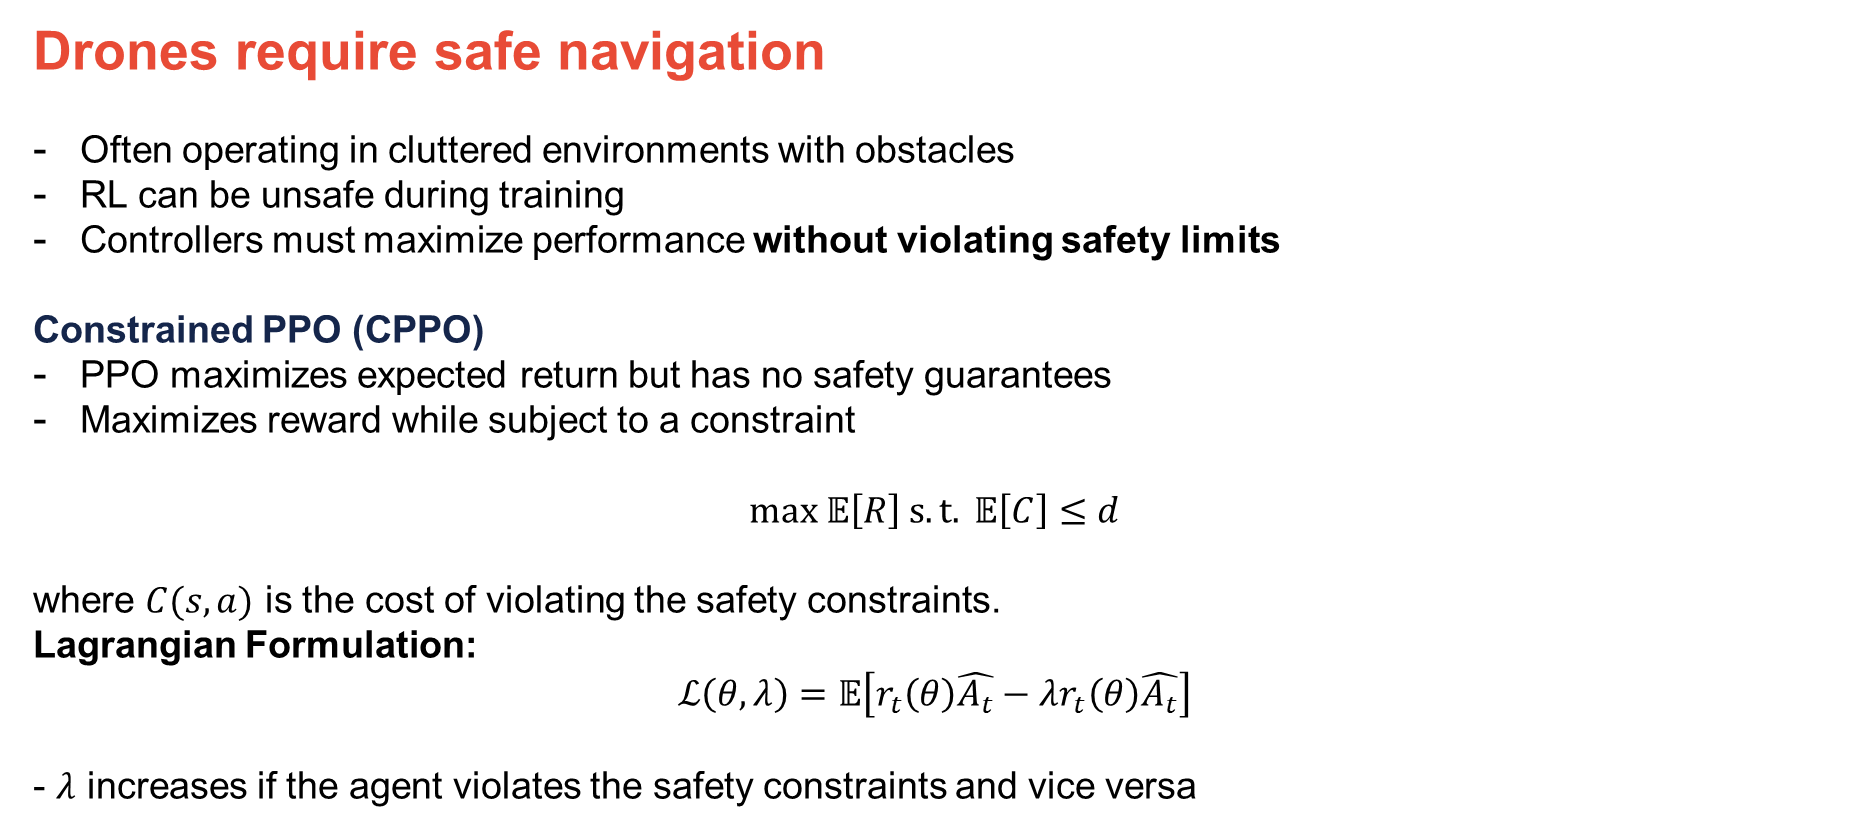 Drones require safe navigation
- Often operating in cluttered environments with obstacles
- RL can be unsafe during training
- Controllers must maximize performance without violating safety limits
Constrained PPO (CPPO)
- PPO maximizes expected return but has no safety guarantees
- Maximizes reward while subject to a constraint
max 𝔼[R] s.t. 𝔼[C] ≤ d
where C(s, a) is the cost of violating the safety constraints.
Lagrangian Formulation:
ℒ(θ, λ) = 𝔼[r_t(θ)Â_t − λr_t(θ)Â_t]
- λ increases if the agent violates the safety constraints and vice versa